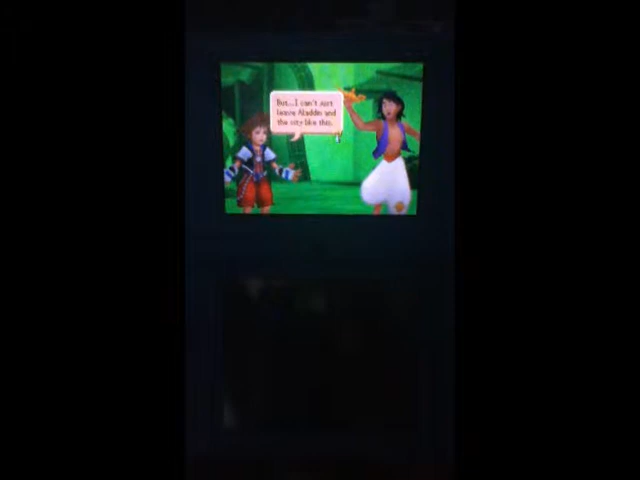 But...I can't just
leave Aladdin and
the city like this.